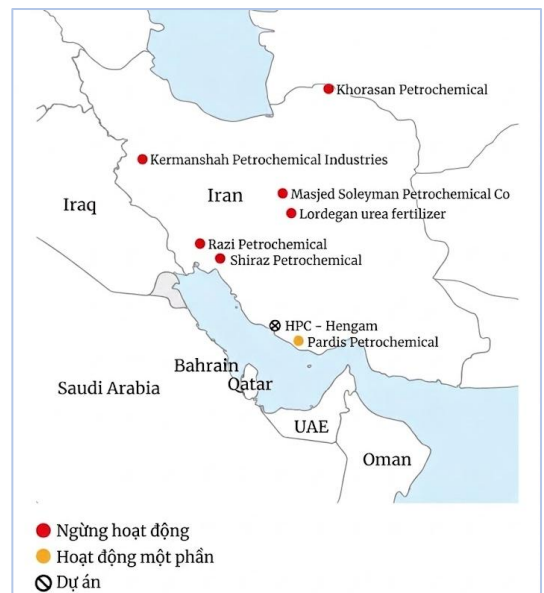 Khorasan Petrochemical
Kermanshah Petrochemical Industries
Iran
Masjed Soleyman Petrochemical Co
Iraq
Lordegan urea fertilizer
Razi Petrochemical
Shiraz Petrochemical
HPC - Hengam
Pardis Petrochemical
Bahrain
Qatar
Saudi Arabia
UAE
Oman
Ngừng hoạt động
Hoạt động một phần
Dự án